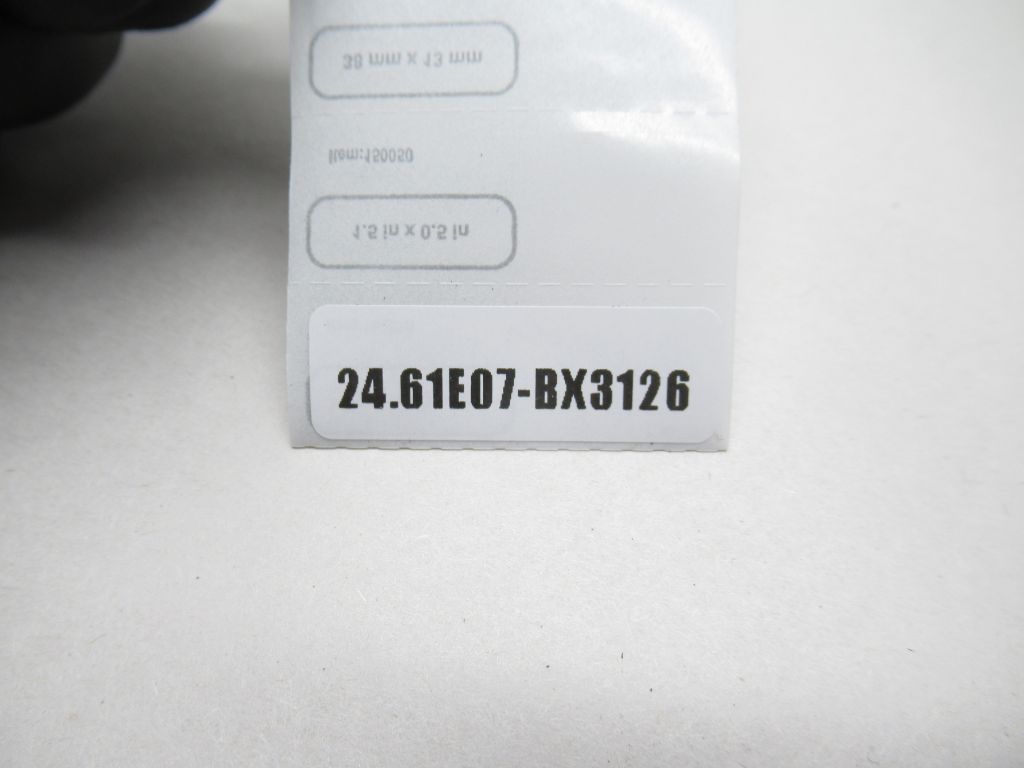 38 mm x 13 mm
Item:150050
1.5 in x 0.5 in
24.61E07-BX3126